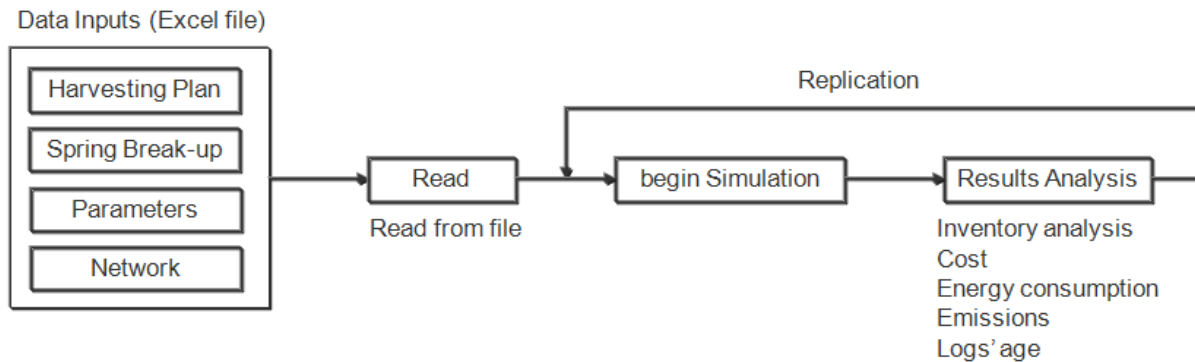 Data Inputs (Excel file)
Harvesting Plan
Spring Break-up
Parameters
Network
Read
Read from file
Replication
begin Simulation
Results Analysis
Inventory analysis
Cost
Energy consumption
Emissions
Logs’ age